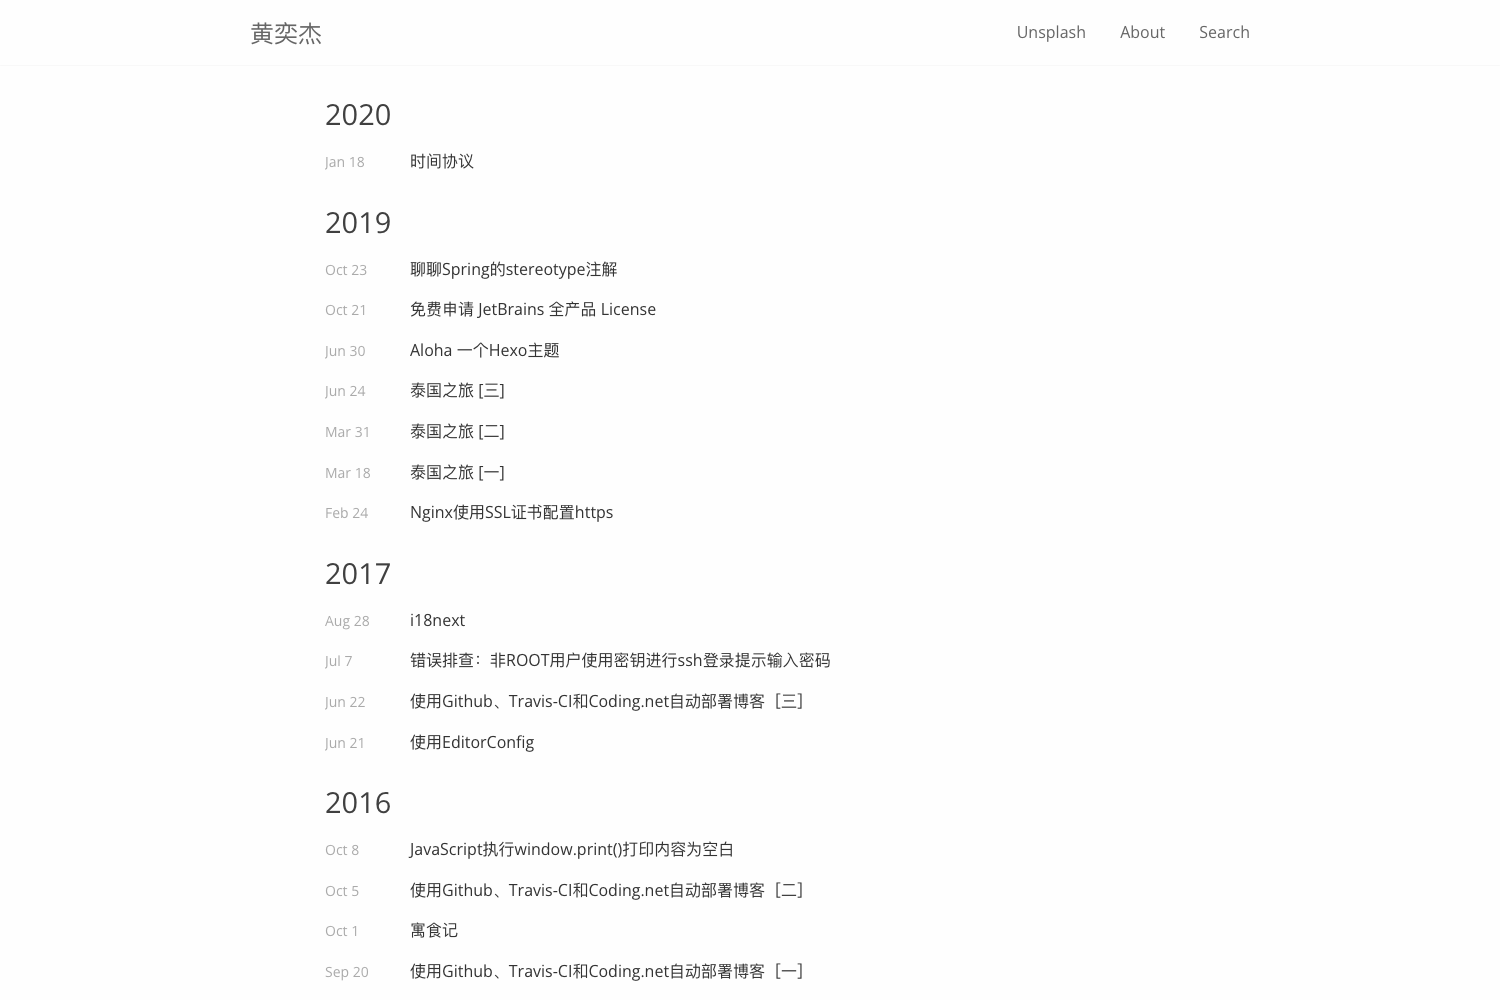 黄奕杰
Unsplash About Search
2020
Jan 18 时间协议
2019
Oct 23 聊聊Spring的stereotype注解
Oct 21 免费申请 JetBrains 全产品 License
Jun 30 Aloha 一个Hexo主题
Jun 24 泰国之旅 [三]
Mar 31 泰国之旅 [二]
Mar 18 泰国之旅 [一]
Feb 24 Nginx使用SSL证书配置https
2017
Aug 28 i18next
Jul 7 错误排查：非ROOT用户使用密钥进行ssh登录提示输入密码
Jun 22 使用Github、Travis-CI和Coding.net自动部署博客［三］
Jun 21 使用EditorConfig
2016
Oct 8 JavaScript执行window.print()打印内容为空白
Oct 5 使用Github、Travis-CI和Coding.net自动部署博客［二］
Oct 1 寓食记
Sep 20 使用Github、Travis-CI和Coding.net自动部署博客［一］